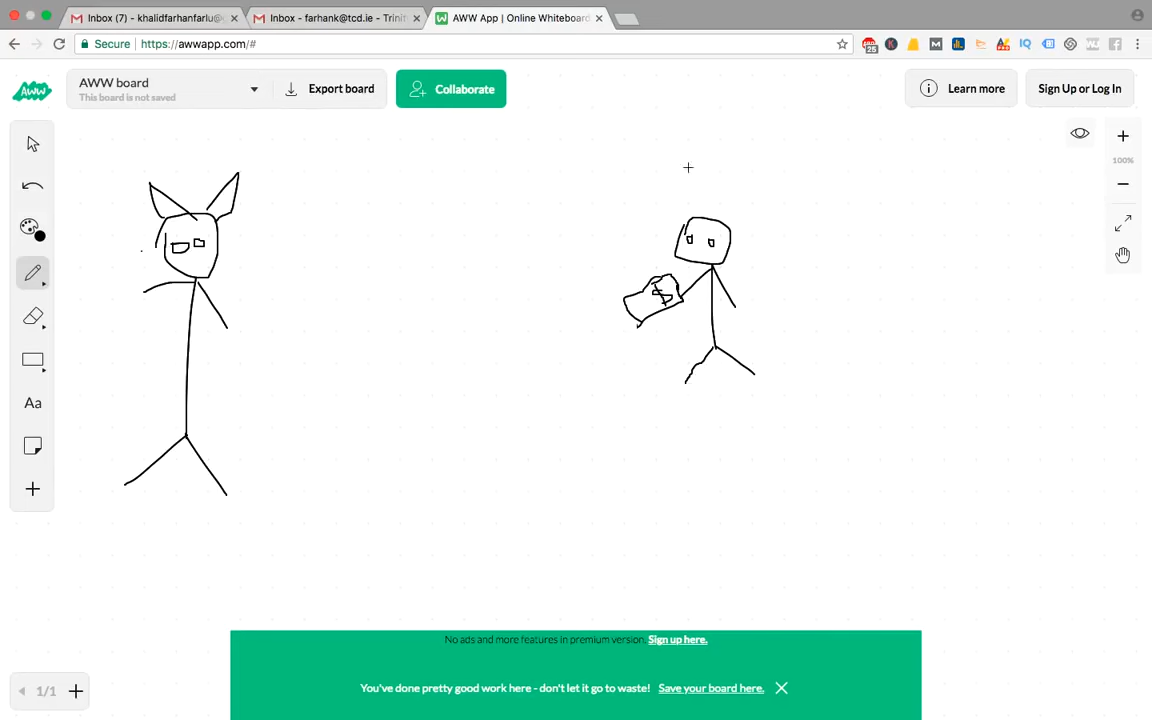 Inbox (7) - khalidfarhanfarlu@
Inbox - farhank@tcd.ie - Trinit
AWW App | Online Whiteboard
Secure
https://awwapp.com/#
25
K
M
IQ
AWW
AWW board
This board is not saved
Export board
Collaborate
Learn more
Sign Up or Log In
100%
Aa
$
No ads and more features in premium version Sign up here.
You've done pretty good work here - don't let it go to waste! Save your board here.
1/1